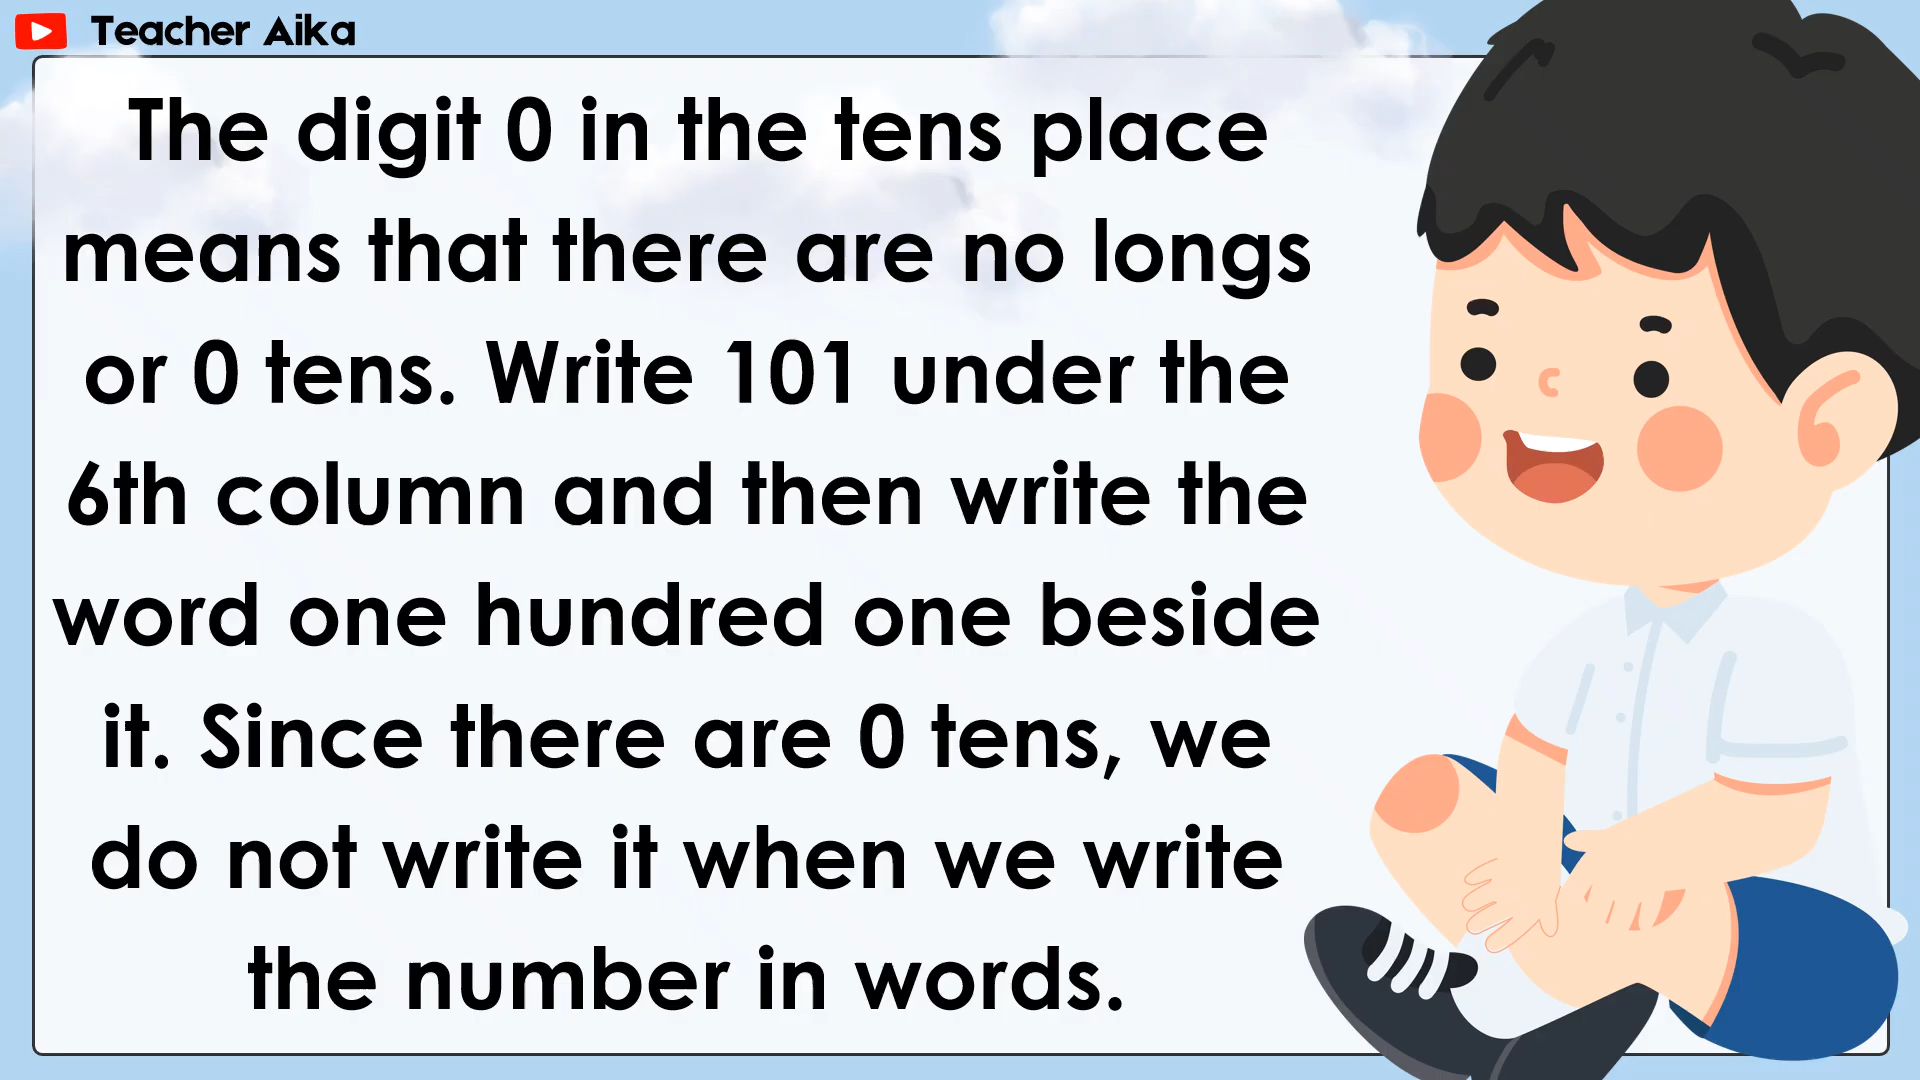 Teacher Aika
The digit 0 in the tens place
means that there are no longs
or 0 tens. Write 101 under the
6th column and then write the
word one hundred one beside
it. Since there are 0 tens, we
do not write it when we write
the number in words.